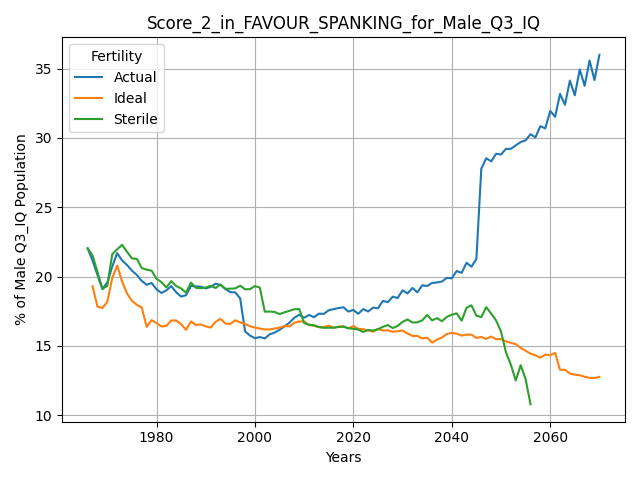 Score_2_in_FAVOUR_SPANKING_for_Male_Q3_IQ
Fertility
Actual
Ideal
Sterile
% of Male Q3_IQ Population
35
30
25
20
15
10
1980
2000
2020
2040
2060
Years